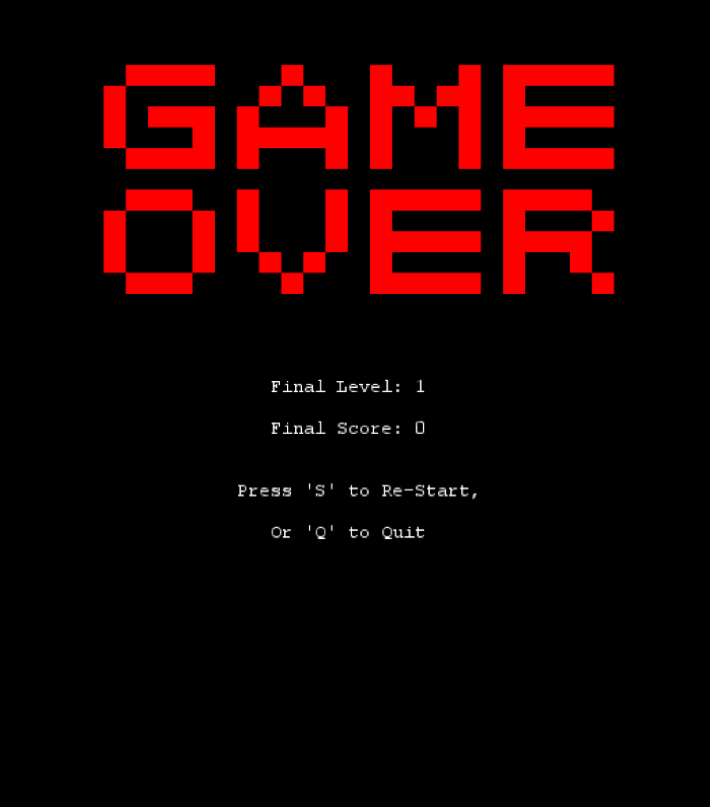 GAME
OVER
Final Level: 1
Final Score: 0
Press 'S' to Re-Start,
Or 'Q' to Quit